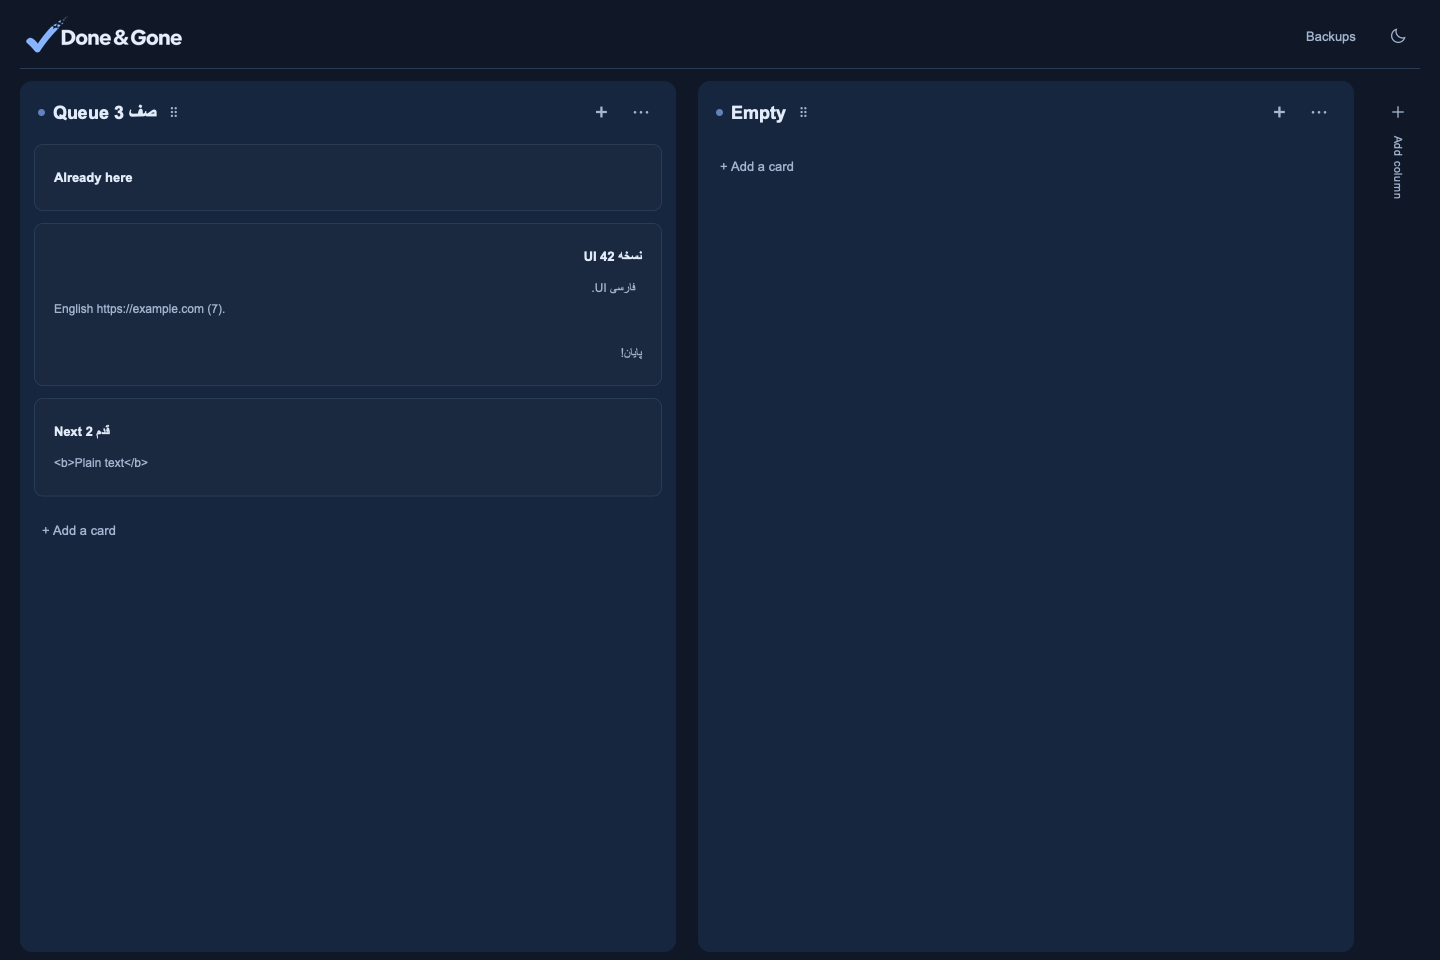 Done & Gone
Backups
Queue 3 صف
Already here
نسخه UI 42
فارسی UI.
English https://example.com (7).
پایان!
Next 2 قدم
<b>Plain text</b>
+ Add a card
Empty
+ Add a card
Add column